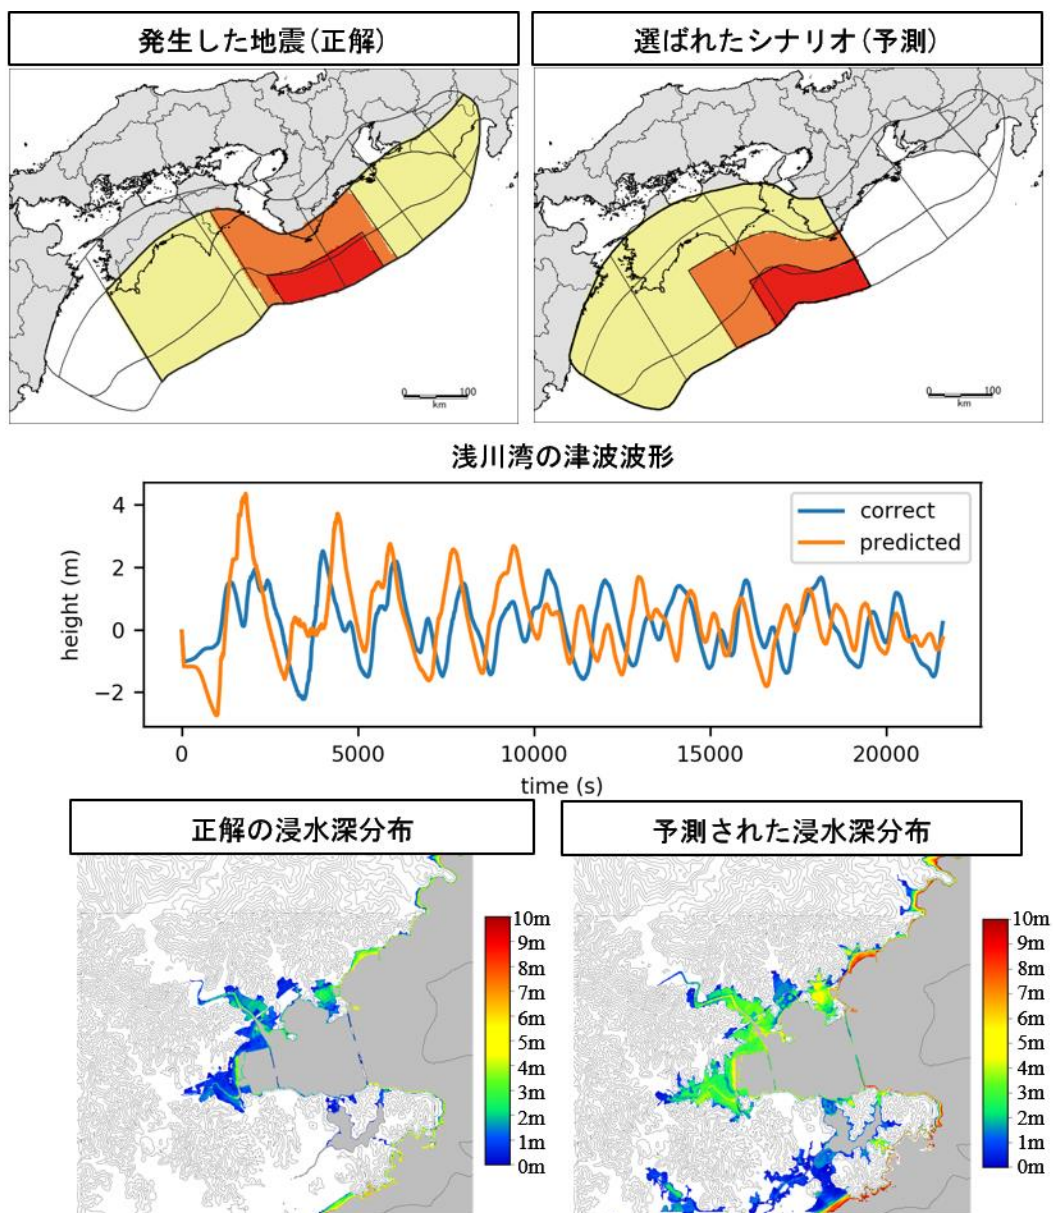 発生した地震(正解)
選ばれたシナリオ(予測)
0 100
km
0 100
km
浅川湾の津波波形
height (m)
4
2
0
−2
correct
predicted
0 5000 10000 15000 20000
time (s)
正解の浸水深分布
予測された浸水深分布
10m
9m
8m
7m
6m
5m
4m
3m
2m
1m
0m
10m
9m
8m
7m
6m
5m
4m
3m
2m
1m
0m